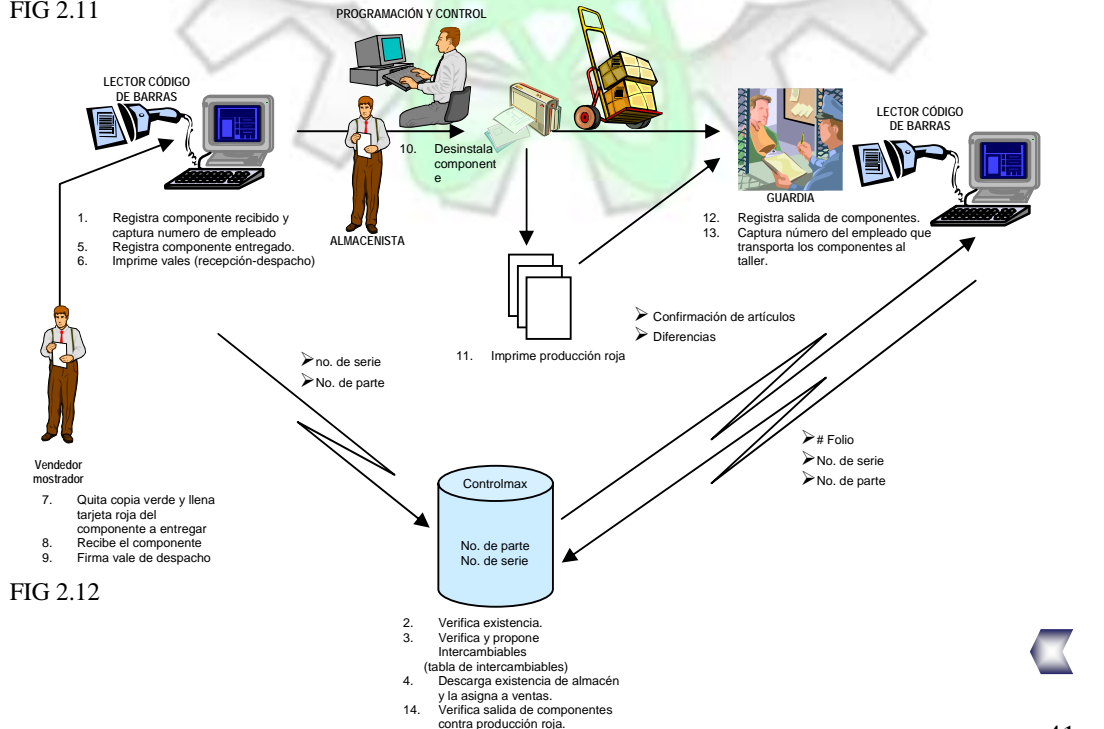 FIG 2.11
PROGRAMACIÓN Y CONTROL
LECTOR CÓDIGO
DE BARRAS
1. Registra componente recibido y
captura numero de empleado
5. Registra componente entregado.
6. Imprime vales (recepción-despacho)
ALMACENISTA
10. Desinstala
component
e
GUARDIA
LECTOR CÓDIGO
DE BARRAS
12. Registra salida de componentes.
13. Captura número del empleado que
transporta los componentes al
taller.
➢ Confirmación de artículos
➢ Diferencias
11. Imprime producción roja
➢no. de serie
➢No. de parte
Vendedor
mostrador
7. Quita copia verde y llena
tarjeta roja del
componente a entregar
8. Recibe el componente
9. Firma vale de despacho
➢# Folio
➢No. de serie
➢No. de parte
Controlmax
No. de parte
No. de serie
FIG 2.12
2. Verifica existencia.
3. Verifica y propone
Intercambiables
(tabla de intercambiables)
4. Descarga existencia de almacén
y la asigna a ventas.
14. Verifica salida de componentes
contra producción roja.